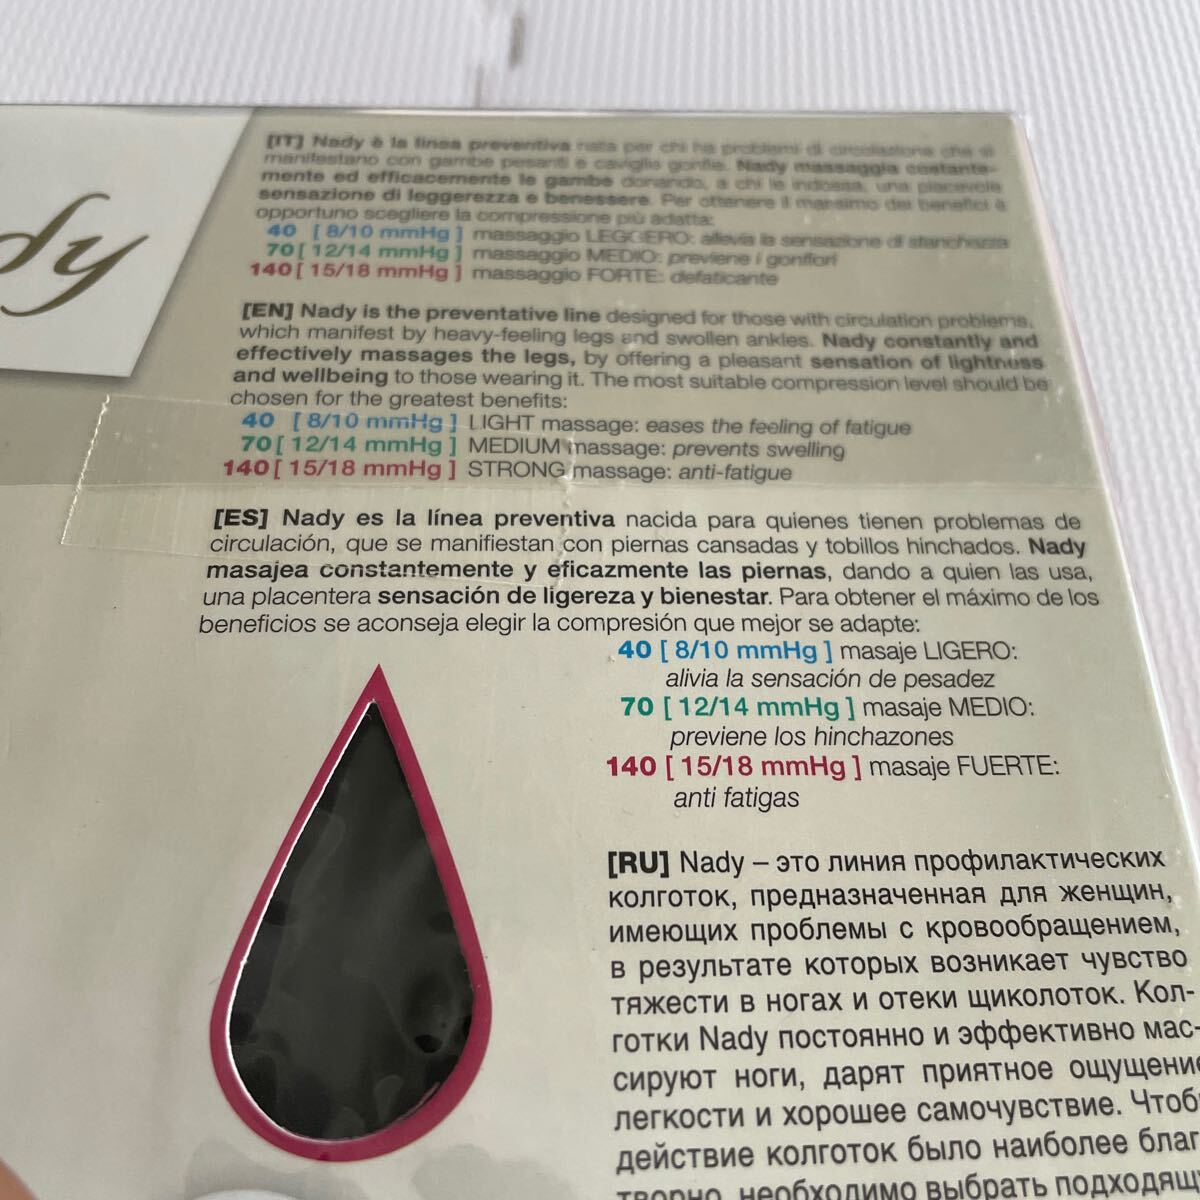 dy
[IT] Nady è la linea preventiva nata per chi ha problemi di circolazione che si
manifestano con gambe pesanti e caviglie gonfie. Nady massaggia costante-
mente ed efficacemente le gambe donando, a chi le indossa, una piacevole
sensazione di leggerezza e benessere. Per ottenere il massimo dei benefici è
opportuno scegliere la compressione più adatta:
40 [ 8/10 mmHg ] massaggio LEGGERO: allevia la sensazione di stanchezza
70 [ 12/14 mmHg ] massaggio MEDIO: previene i gonfiori
140 [ 15/18 mmHg ] massaggio FORTE: defaticante
[EN] Nady is the preventative line designed for those with circulation problems,
which manifest by heavy-feeling legs and swollen ankles. Nady constantly and
effectively massages the legs, by offering a pleasant sensation of lightness
and wellbeing to those wearing it. The most suitable compression level should be
chosen for the greatest benefits:
40 [ 8/10 mmHg ] LIGHT massage: eases the feeling of fatigue
70 [ 12/14 mmHg ] MEDIUM massage: prevents swelling
140 [ 15/18 mmHg ] STRONG massage: anti-fatigue
[ES] Nady es la línea preventiva nacida para quienes tienen problemas de
circulación, que se manifiestan con piernas cansadas y tobillos hinchados. Nady
masajea constantemente y eficazmente las piernas, dando a quien las usa,
una placentera sensación de ligereza y bienestar. Para obtener el máximo de los
beneficios se aconseja elegir la compresión que mejor se adapte:
40 [ 8/10 mmHg ] masaje LIGERO:
alivia la sensación de pesadez
70 [ 12/14 mmHg ] masaje MEDIO:
previene los hinchazones
140 [ 15/18 mmHg ] masaje FUERTE:
anti fatigas
[RU] Nady – это линия профилактических
колготок, предназначенная для женщин,
имеющих проблемы с кровообращением,
в результате которых возникает чувство
тяжести в ногах и отеки щиколоток. Кол-
готки Nady постоянно и эффективно мас-
сируют ноги, дарят приятное ощущение
легкости и хорошее самочувствие. Чтоб
действие колготок было наиболее благ
творно, необходимо выбрать подходящ